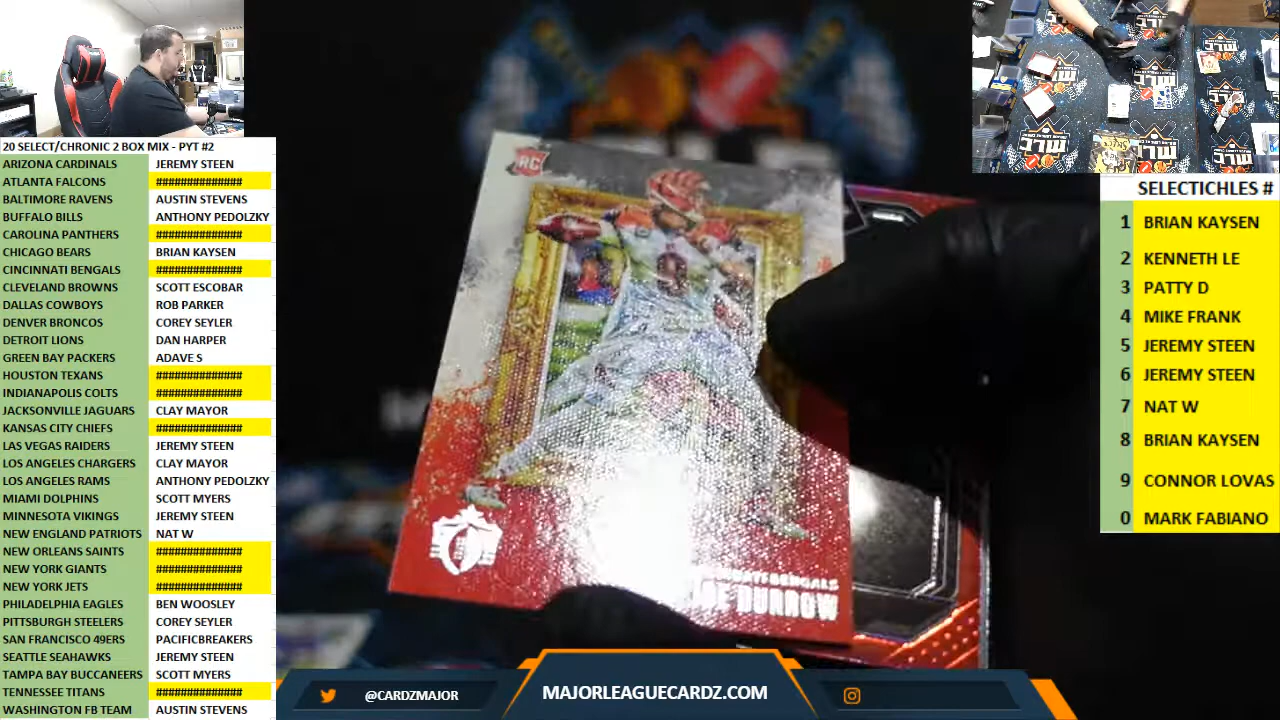 20 SELECT/CHRONIC 2 BOX MIX - PYT #2
ARIZONA CARDINALS JEREMY STEEN
ATLANTA FALCONS ##############
BALTIMORE RAVENS AUSTIN STEVENS
BUFFALO BILLS ANTHONY PEDOLZKY
CAROLINA PANTHERS ##############
CHICAGO BEARS BRIAN KAYSEN
CINCINNATI BENGALS ##############
CLEVELAND BROWNS SCOTT ESCOBAR
DALLAS COWBOYS ROB PARKER
DENVER BRONCOS COREY SEYLER
DETROIT LIONS DAN HARPER
GREEN BAY PACKERS ADAVE S
HOUSTON TEXANS ##############
INDIANAPOLIS COLTS ##############
JACKSONVILLE JAGUARS CLAY MAYOR
KANSAS CITY CHIEFS ##############
LAS VEGAS RAIDERS JEREMY STEEN
LOS ANGELES CHARGERS CLAY MAYOR
LOS ANGELES RAMS ANTHONY PEDOLZKY
MIAMI DOLPHINS SCOTT MYERS
MINNESOTA VIKINGS JEREMY STEEN
NEW ENGLAND PATRIOTS NAT W
NEW ORLEANS SAINTS ##############
NEW YORK GIANTS ##############
NEW YORK JETS ##############
PHILADELPHIA EAGLES BEN WOOSLEY
PITTSBURGH STEELERS COREY SEYLER
SAN FRANCISCO 49ERS PACIFICBREAKERS
SEATTLE SEAHAWKS JEREMY STEEN
TAMPA BAY BUCCANEERS SCOTT MYERS
TENNESSEE TITANS ##############
WASHINGTON FB TEAM AUSTIN STEVENS
RC
9
BENGALS
BURROW
@CARDZMAJOR
MAJORLEAGUECARDZ.COM
SELECTICHLES #
1 BRIAN KAYSEN
2 KENNETH LE
3 PATTY D
4 MIKE FRANK
5 JEREMY STEEN
6 JEREMY STEEN
7 NAT W
8 BRIAN KAYSEN
9 CONNOR LOVAS
0 MARK FABIANO